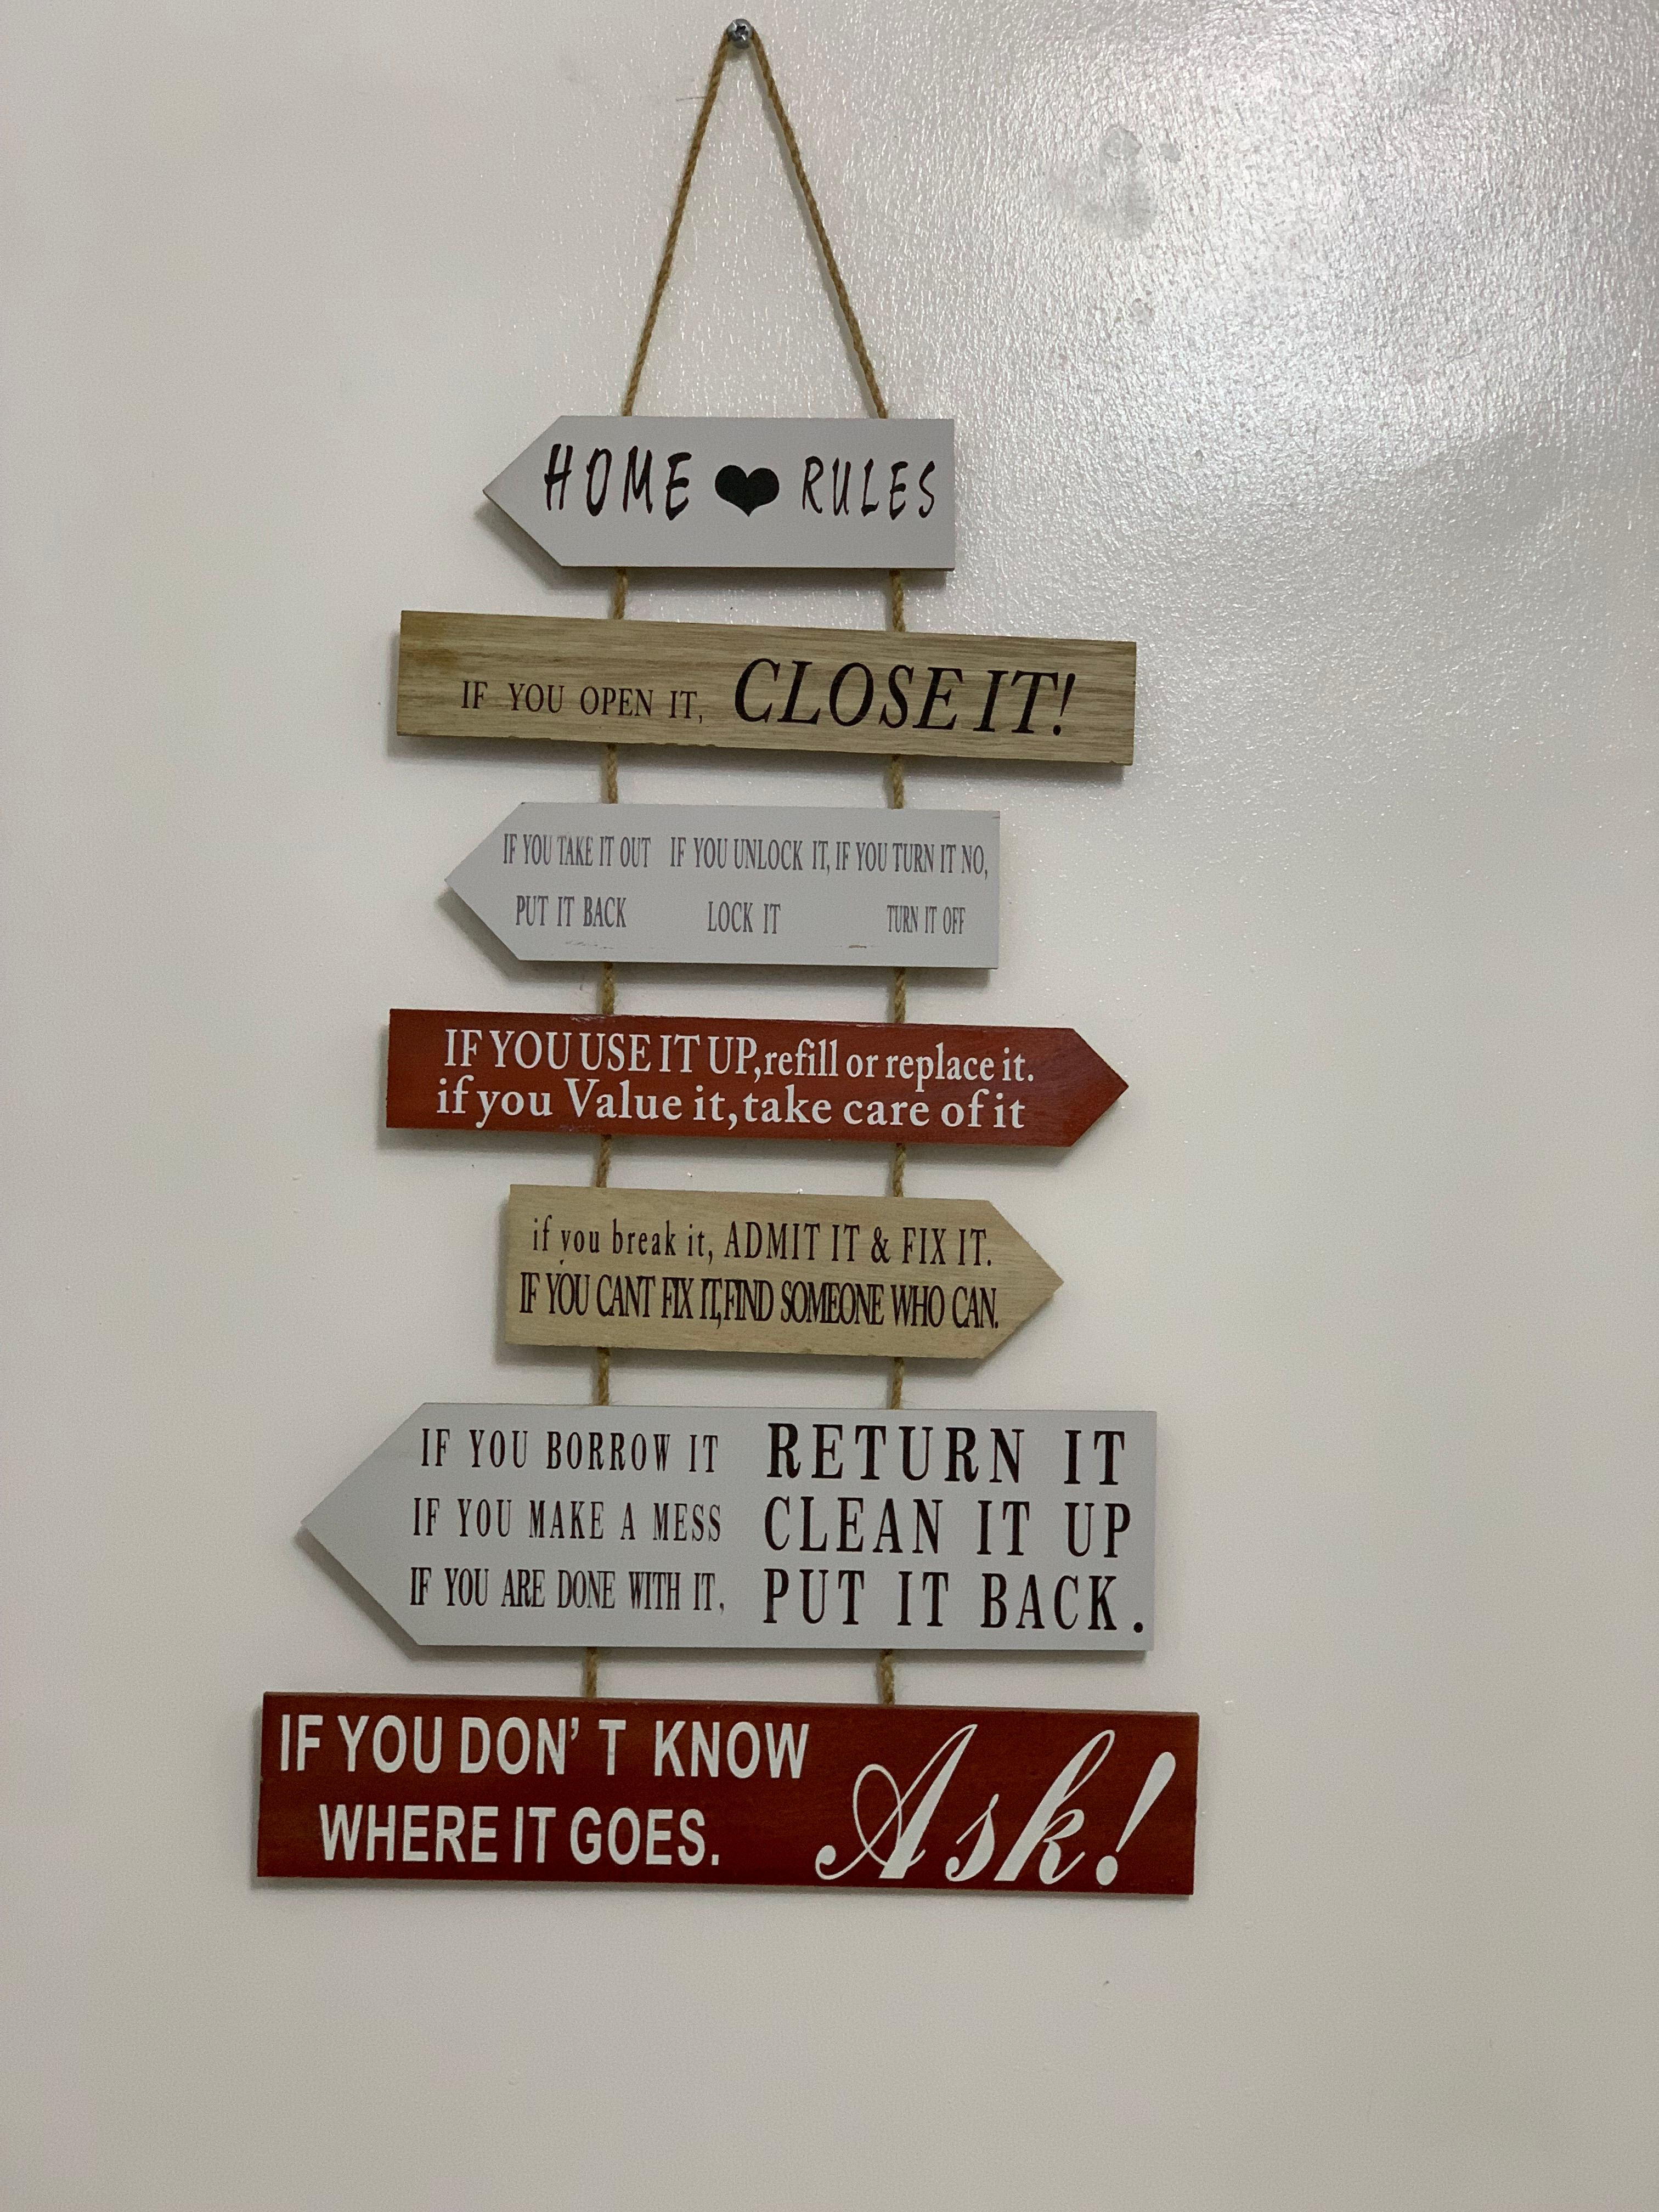 HOME RULES
IF YOU OPEN IT, CLOSE IT!
IF YOU TAKE IT OUT IF YOU UNLOCK IT, IF YOU TURN IT NO,
PUT IT BACK LOCK IT TURN IT OFF
IF YOU USE IT UP,refill or replace it.
if you Value it,take care of it
if you break it, ADMIT IT & FIX IT.
IF YOU CANT FIX IT,FIND SOMEONE WHO CAN.
IF YOU BORROW IT RETURN IT
IF YOU MAKE A MESS CLEAN IT UP
IF YOU ARE DONE WITH IT, PUT IT BACK.
IF YOU DON' T KNOW
WHERE IT GOES. Ask!